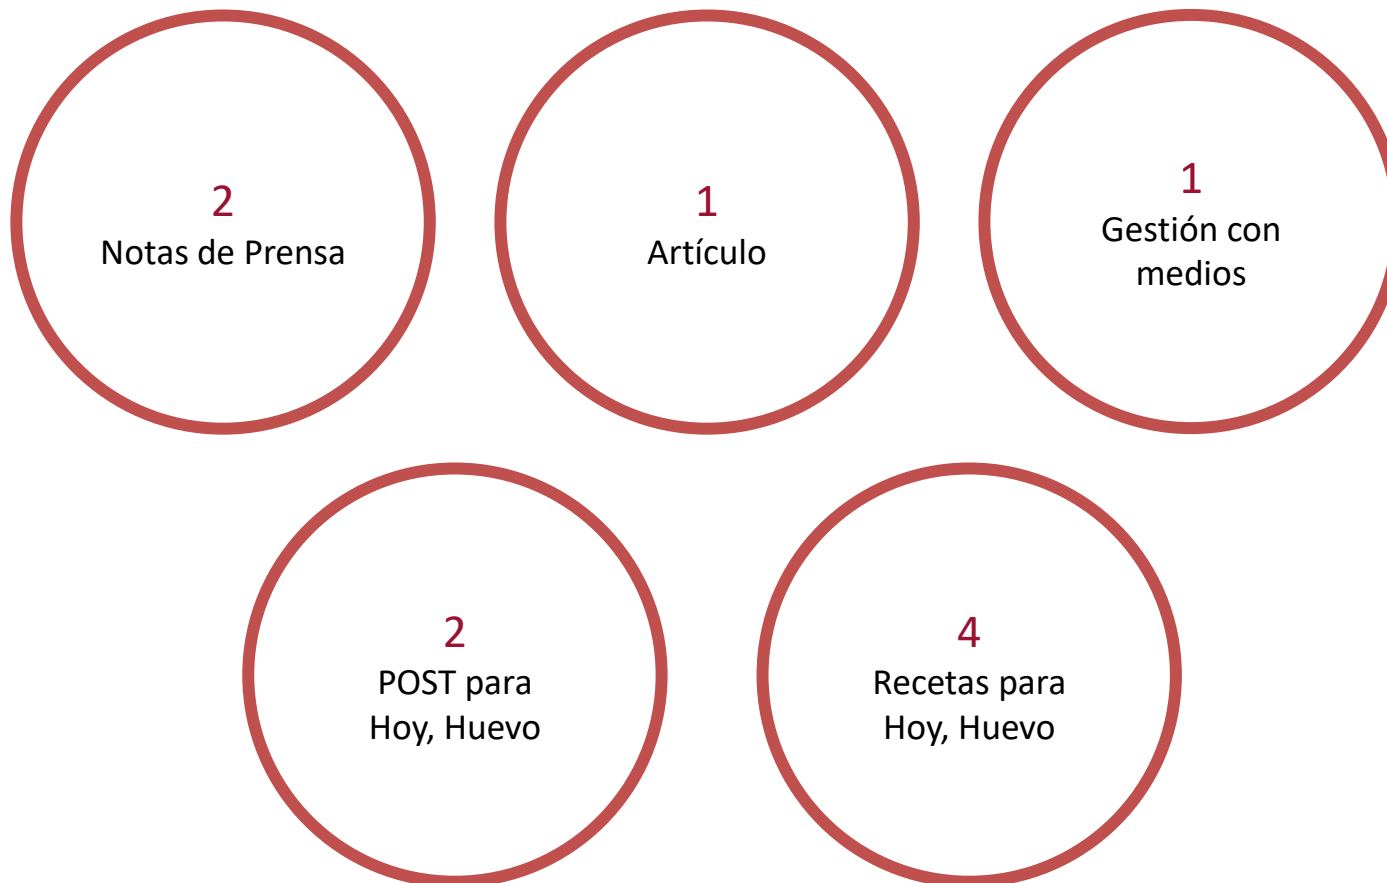 2
Notas de Prensa
1
Artículo
1
Gestión con
medios
2
POST para
Hoy, Huevo
4
Recetas para
Hoy, Huevo